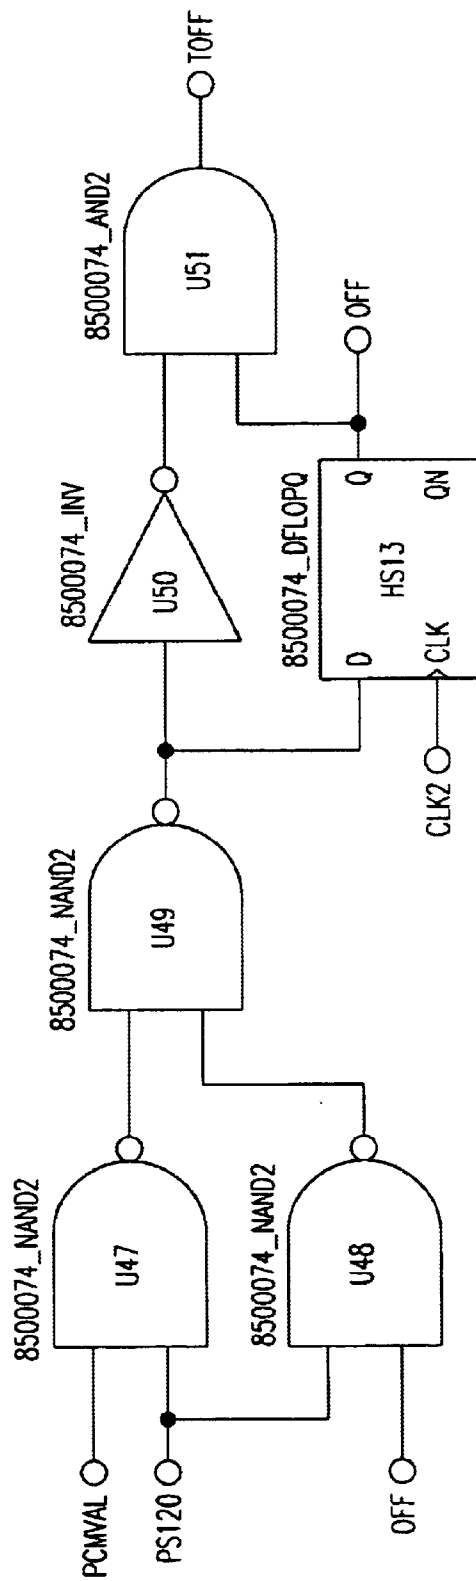 PCMVAL
PS120
OFF
8500074_NAND2
U47
8500074_NAND2
U48
8500074_NAND2
U49
8500074_INV
U50
8500074_AND2
U51
TOFF
8500074_DFLOPQ
HS13
D
CLK
Q
QN
CLK2
OFF